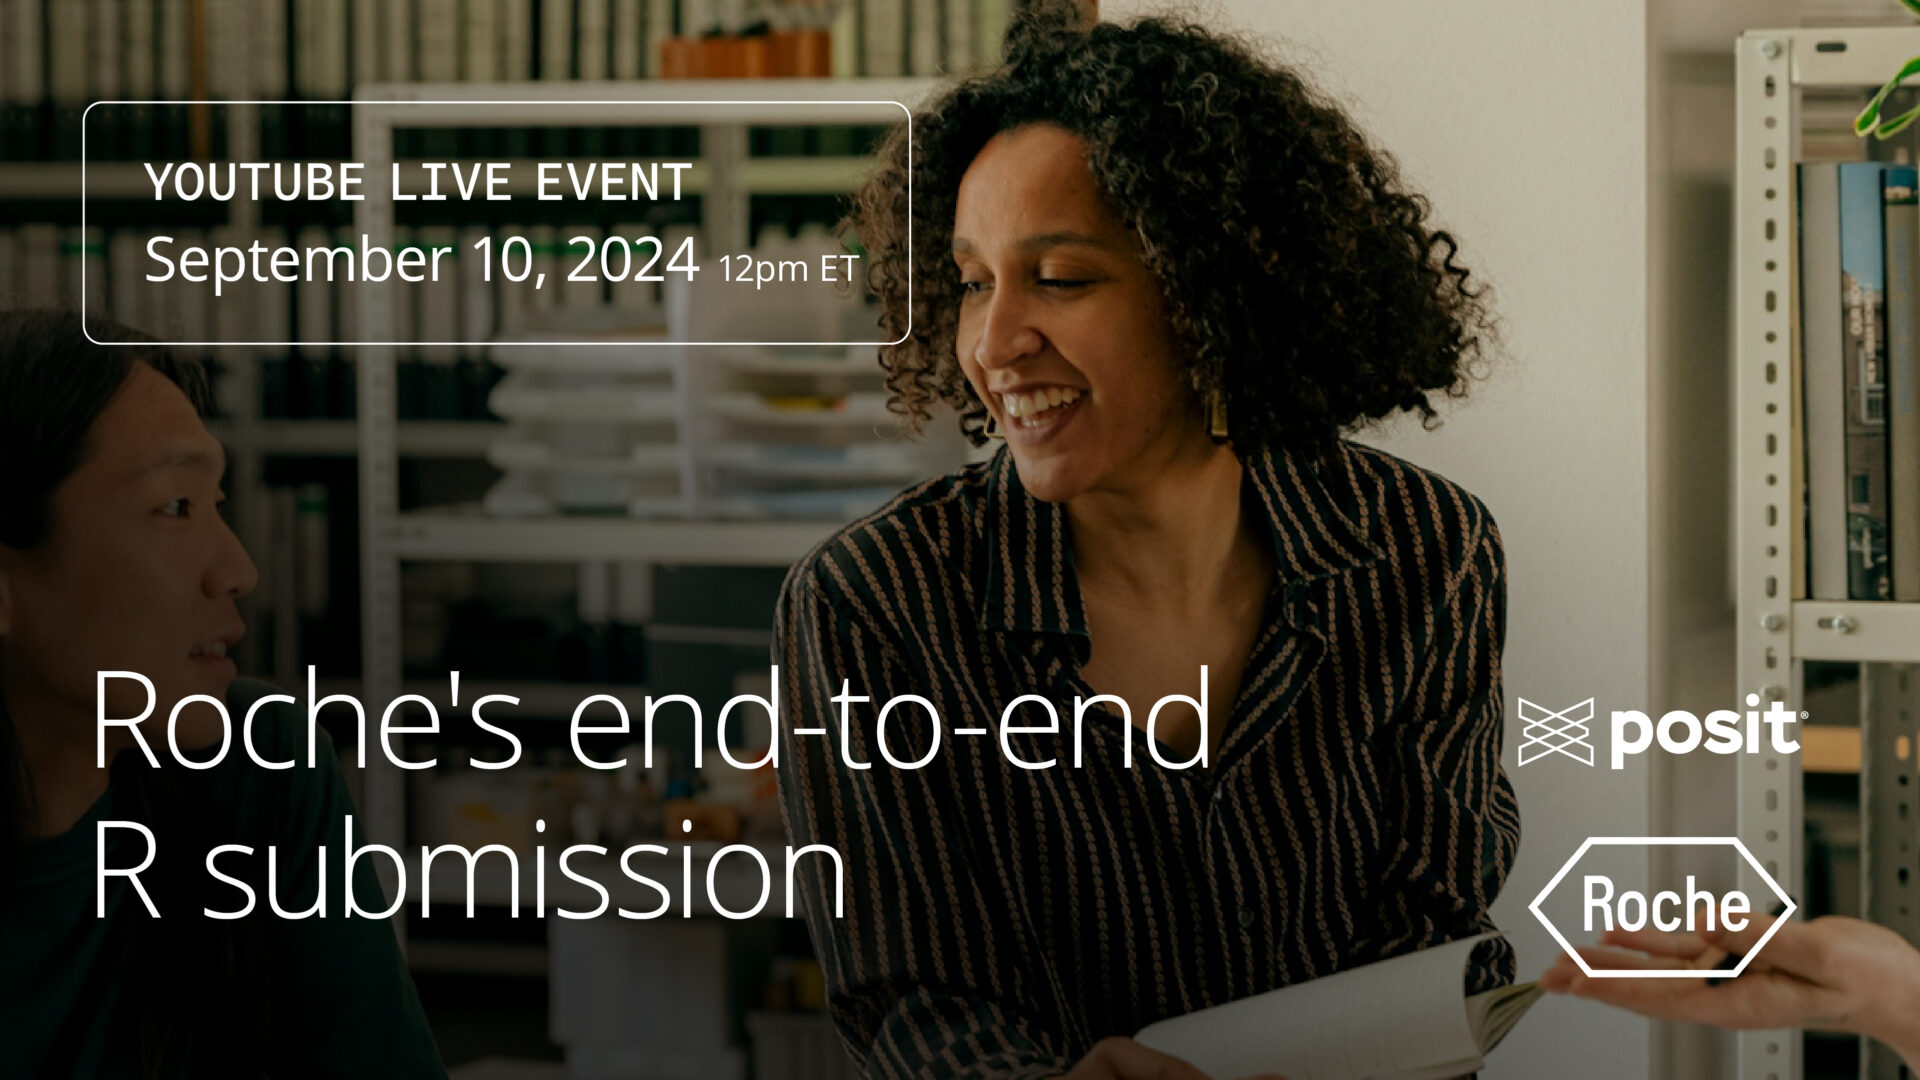 YOUTUBE LIVE EVENT
September 10, 2024 12pm ET
Roche's end-to-end
R submission
posit®
Roche